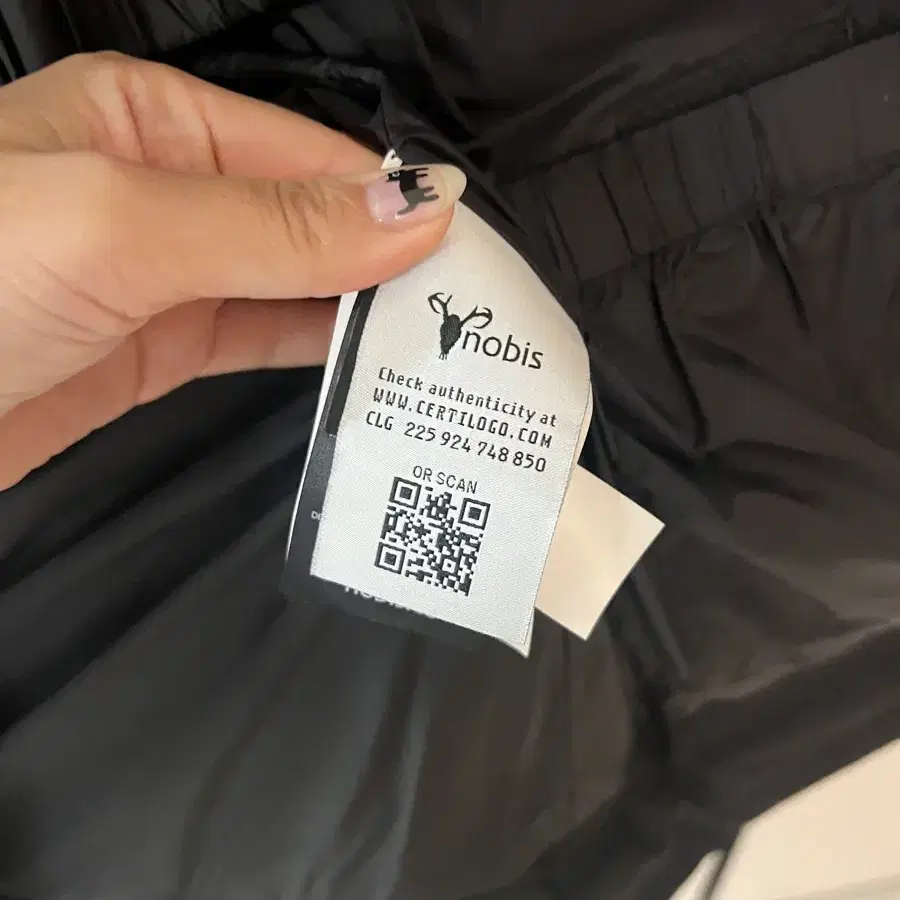 nobis
Check authenticity at
WWW.CERTILOGO.COM
CLG 225 924 748 850
OR SCAN